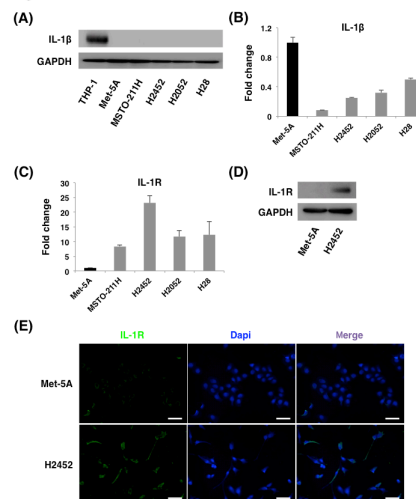 (A)
IL-1β
GAPDH
THP-1
Met-5A
MSTO-211H
H2452
H2052
H28
(B)
IL-1β
Fold change
1.2
0.8
0.4
0
Met-5A
MSTO-211H
H2452
H2052
H28
(C)
IL-1R
Fold change
30
25
20
15
10
5
0
Met-5A
MSTO-211H
H2452
H2052
H28
(D)
IL-1R
GAPDH
Met-5A
H2452
(E)
IL-1R
Dapi
Merge
Met-5A
H2452